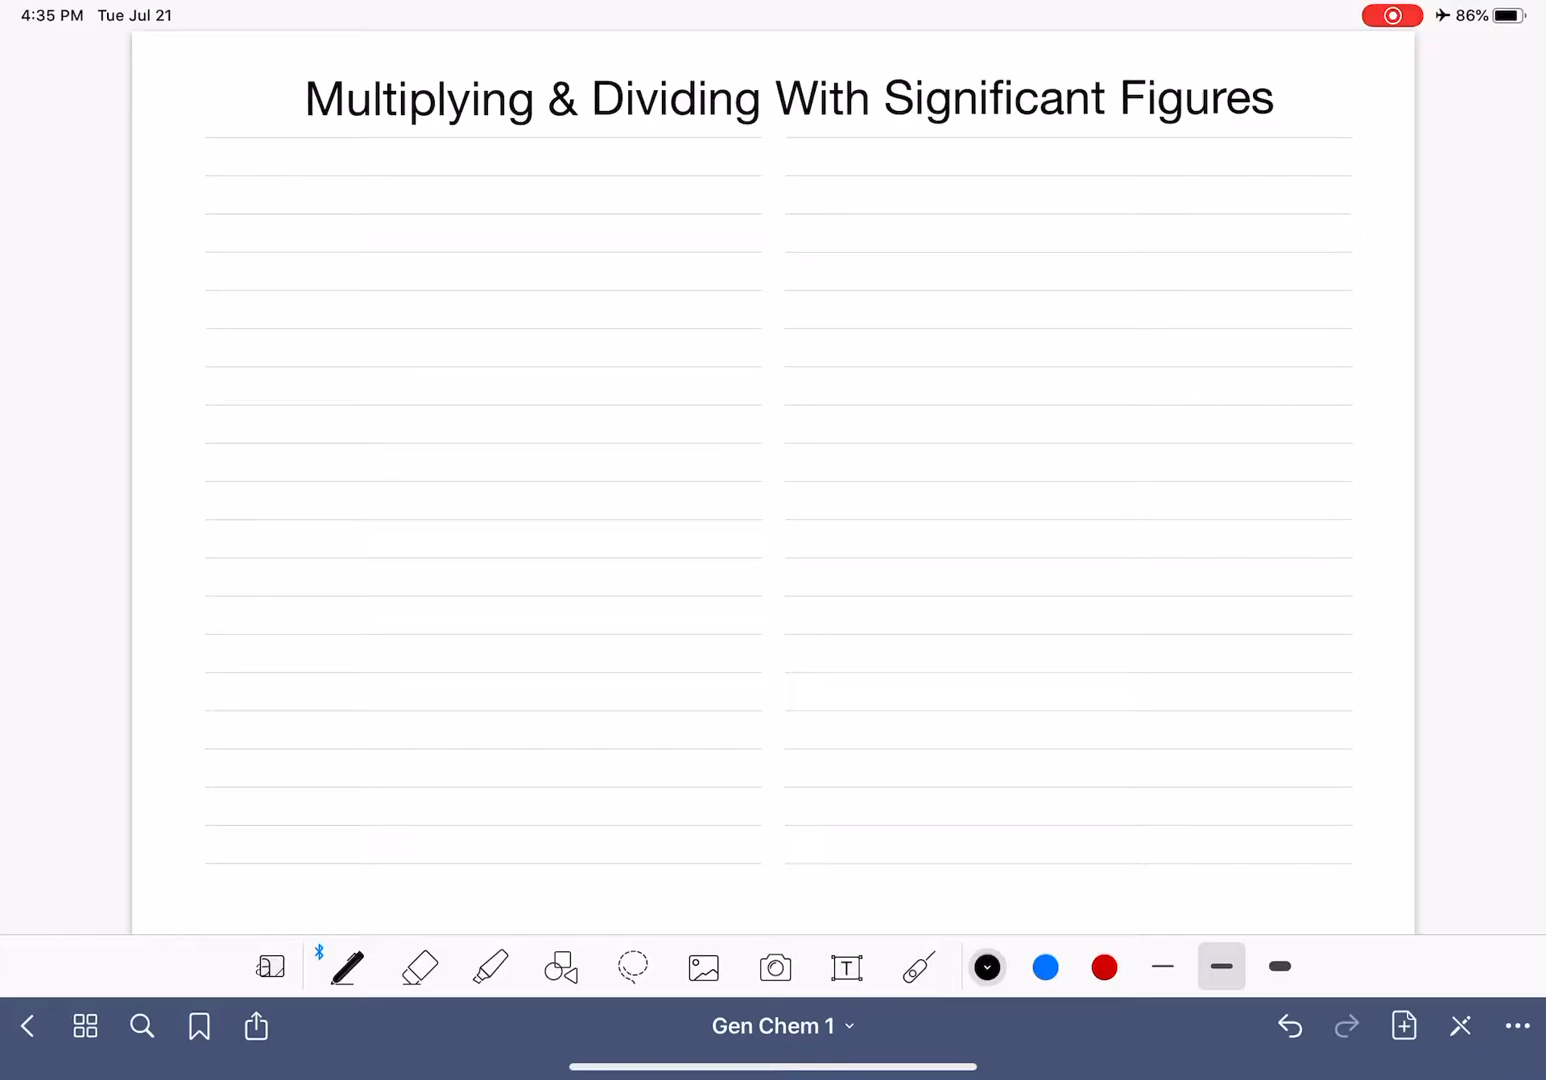 4:35 PM Tue Jul 21
86%
Multiplying & Dividing With Significant Figures
T
Gen Chem 1